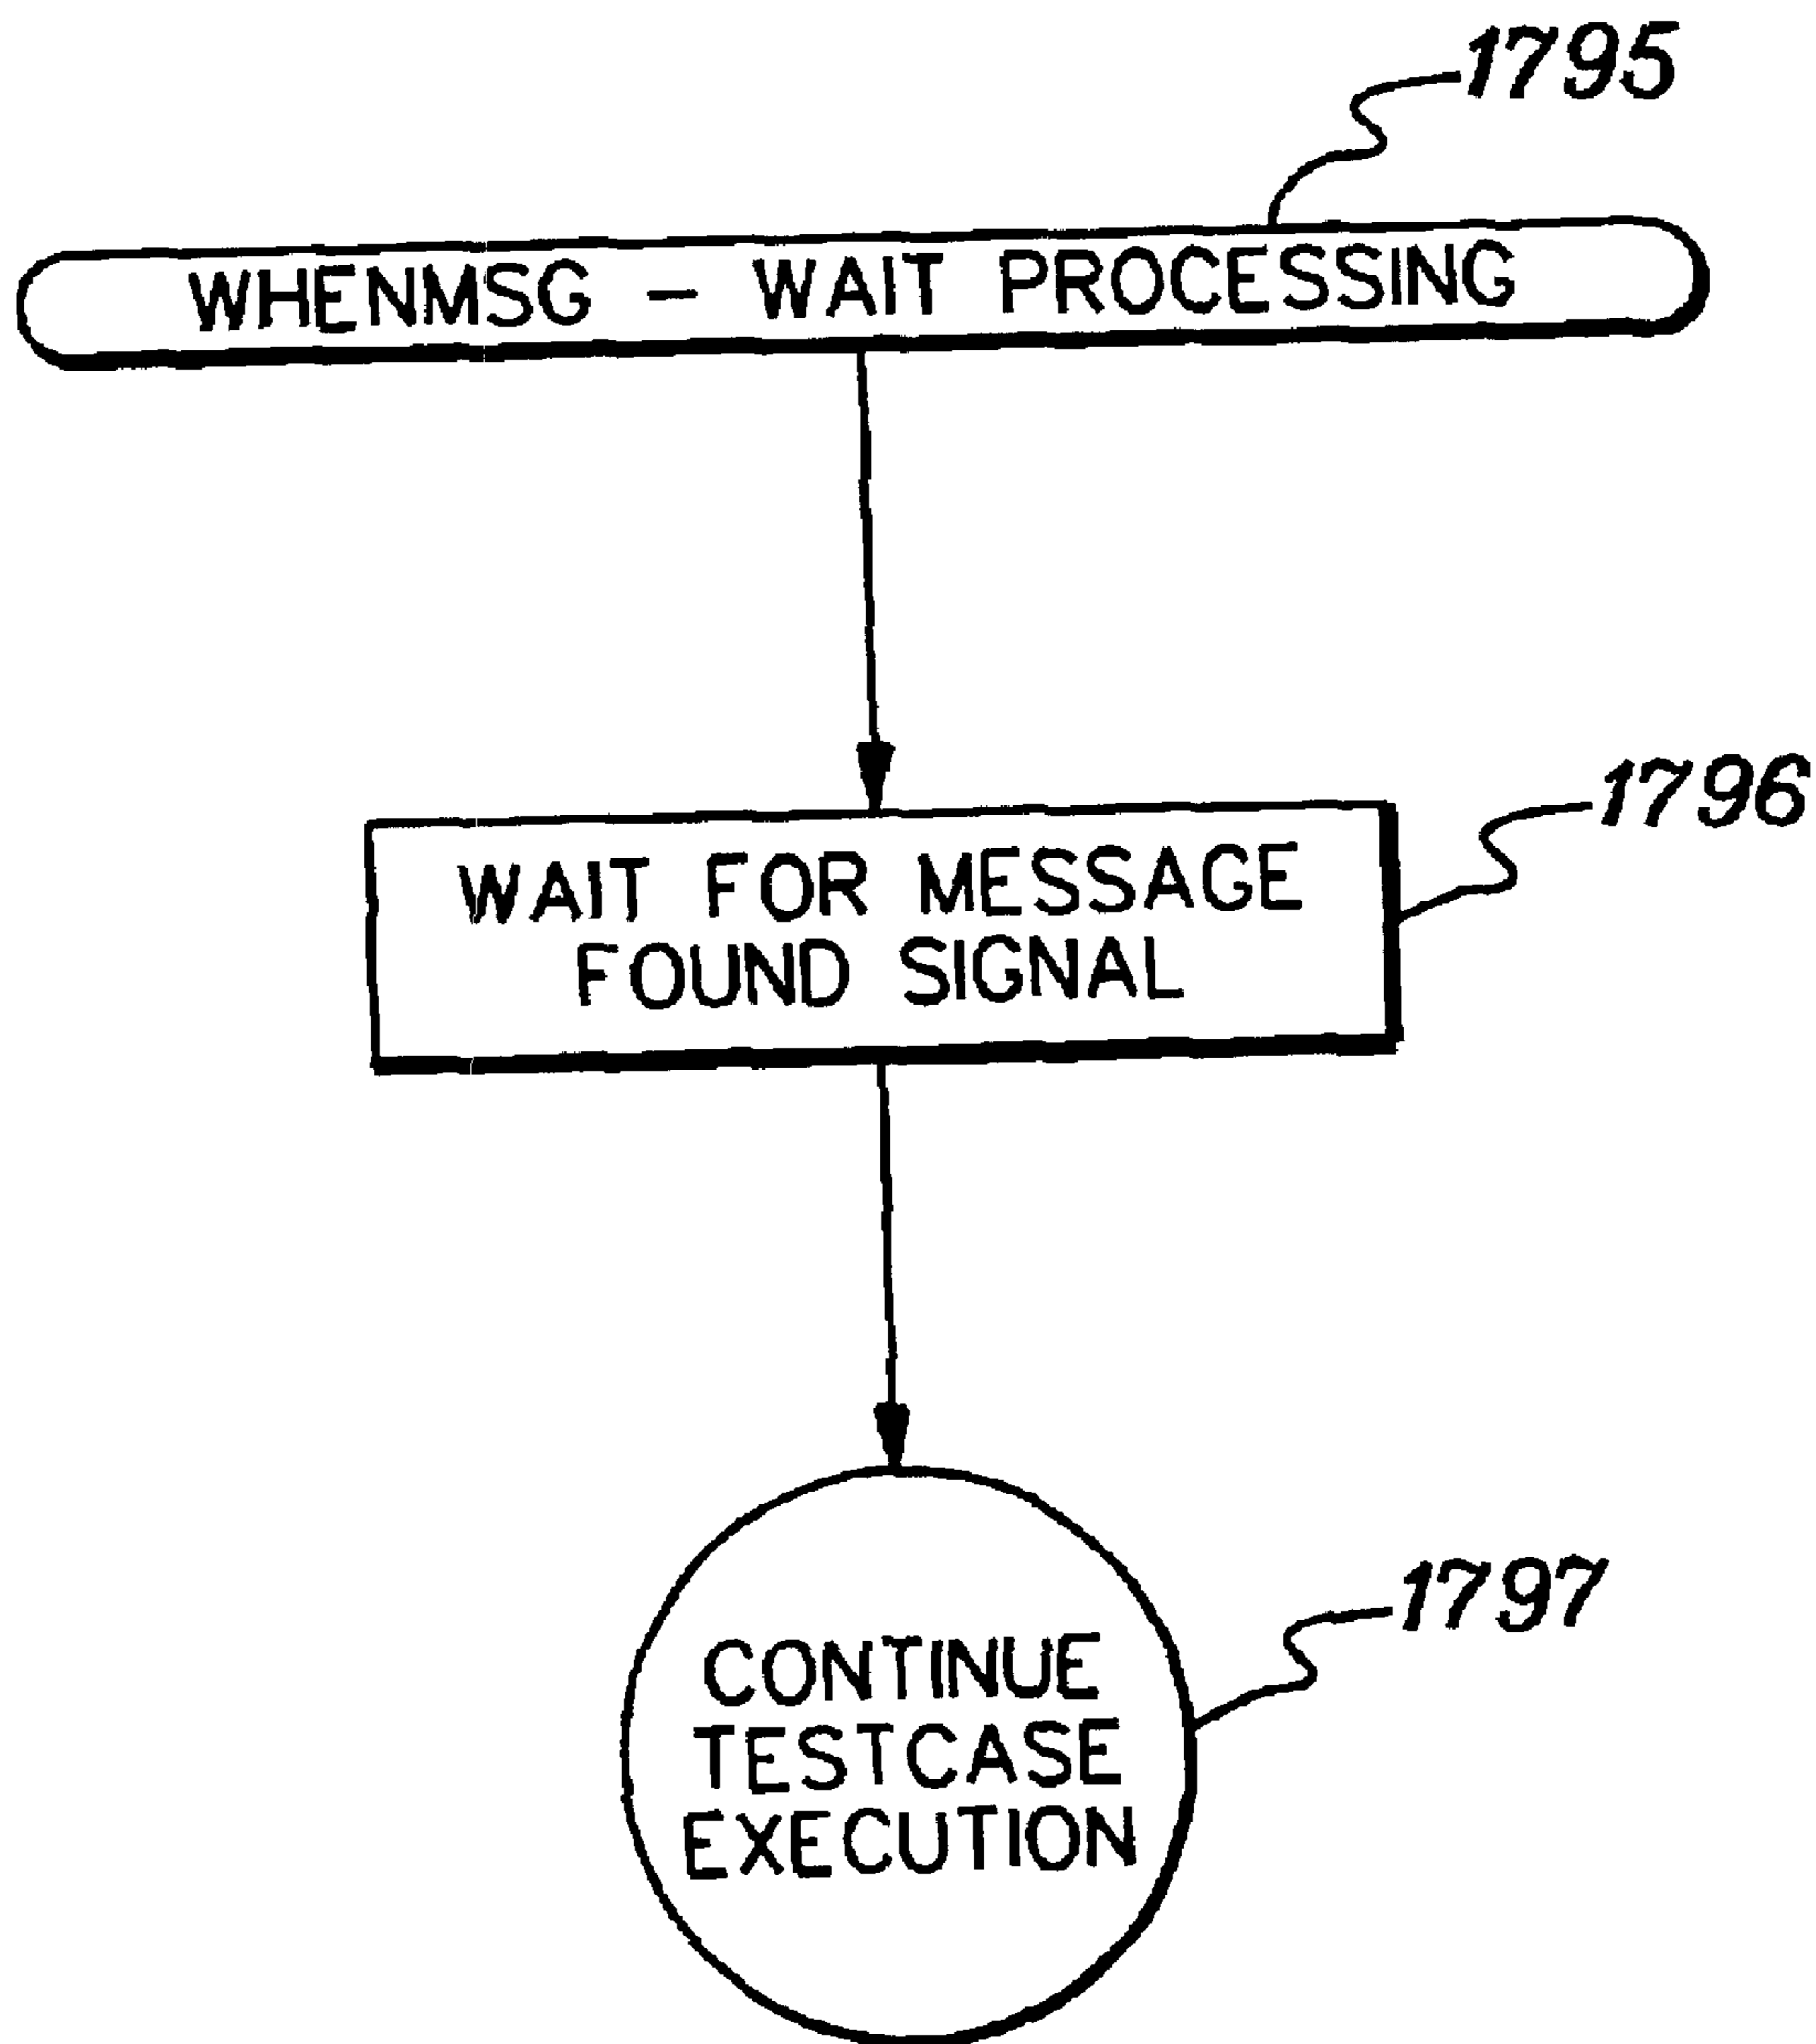 1795
WHENMSG - WAIT PROCESSING
1796
WAIT FOR MESSAGE
FOUND SIGNAL
1797
CONTINUE
TESTCASE
EXECUTION